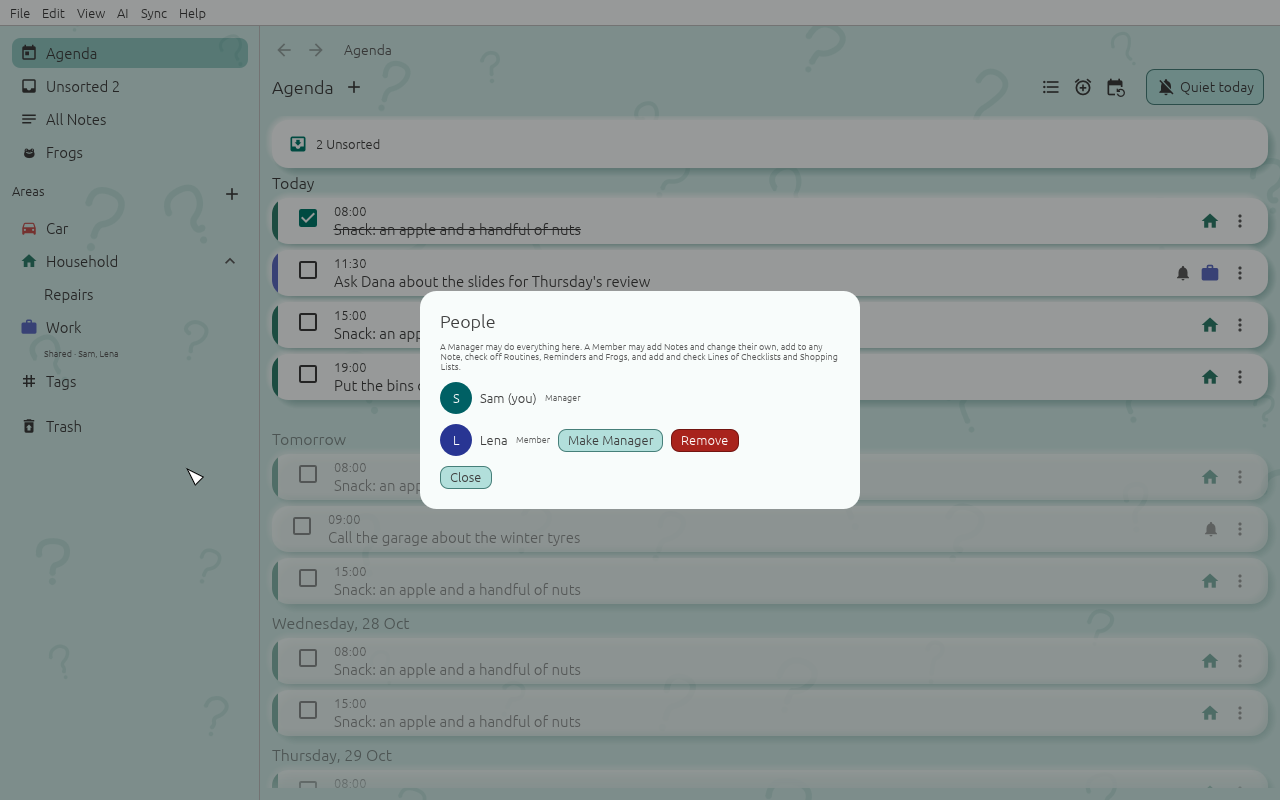 File Edit View AI Sync Help
Agenda
Unsorted 2
All Notes
Frogs
Areas
Car
Household
Repairs
Work
Shared · Sam, Lena
Tags
Trash
Agenda
Agenda
Quiet today
2 Unsorted
Today
08:00
Snack: an apple and a handful of nuts
11:30
Ask Dana about the slides for Thursday's review
15:00
Snack: an app
19:00
Put the bins
People
A Manager may do everything here. A Member may add Notes and change their own, add to any
Note, check off Routines, Reminders and Frogs, and add and check Lines of Checklists and Shopping
Lists.
S Sam (you) Manager
L Lena Member Make Manager Remove
Close
Tomorrow
08:00
Snack: an app
09:00
Call the garage about the winter tyres
15:00
Snack: an apple and a handful of nuts
Wednesday, 28 Oct
08:00
Snack: an apple and a handful of nuts
15:00
Snack: an apple and a handful of nuts
Thursday, 29 Oct
08:00